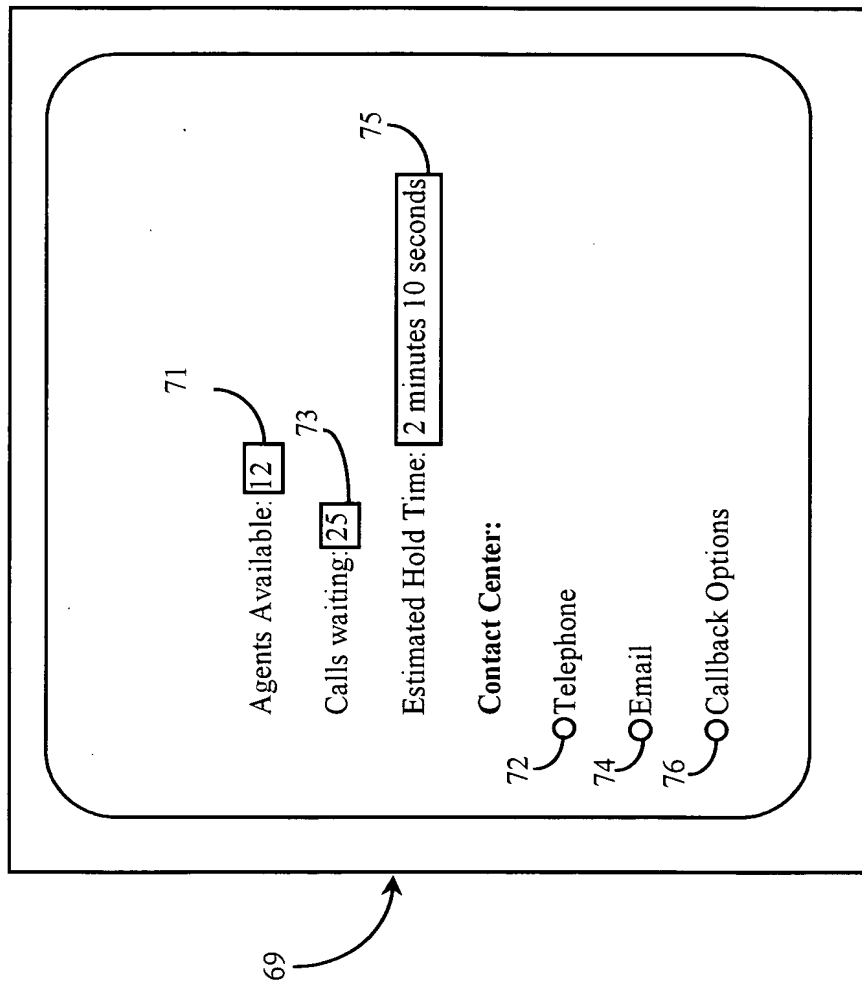 71
Agents Available: 12
73
Calls waiting: 25
75
Estimated Hold Time: 2 minutes 10 seconds
Contact Center:
72
Telephone
74
Email
76
Callback Options
69